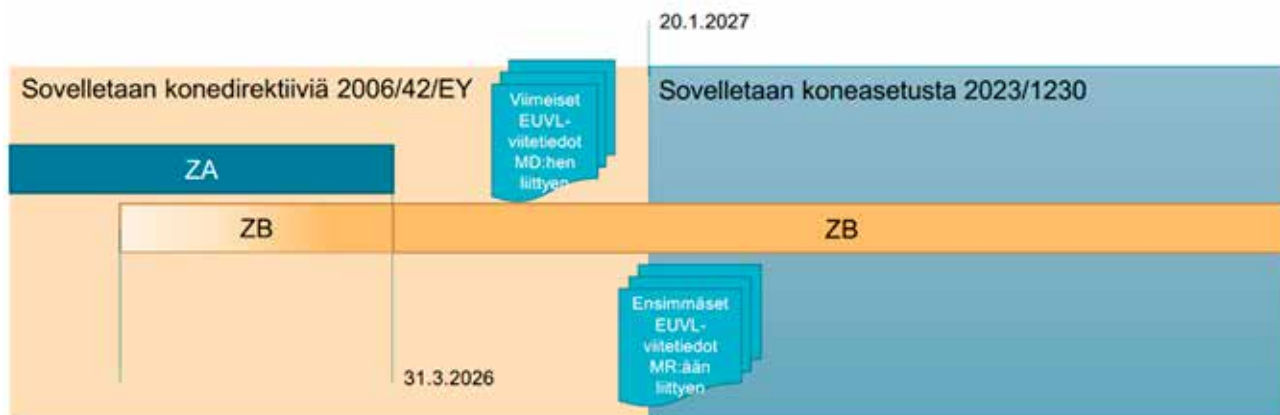 20.1.2027
Sovelletaan konedirektiiviä 2006/42/EY
Viimeiset
EUVL-
viitetiedot
MD:hen
liittyen
Sovelletaan koneasetusta 2023/1230
ZA
ZB
ZB
Ensimmäset
EUVL-
viitetiedot
MR:ään
liittyen
31.3.2026